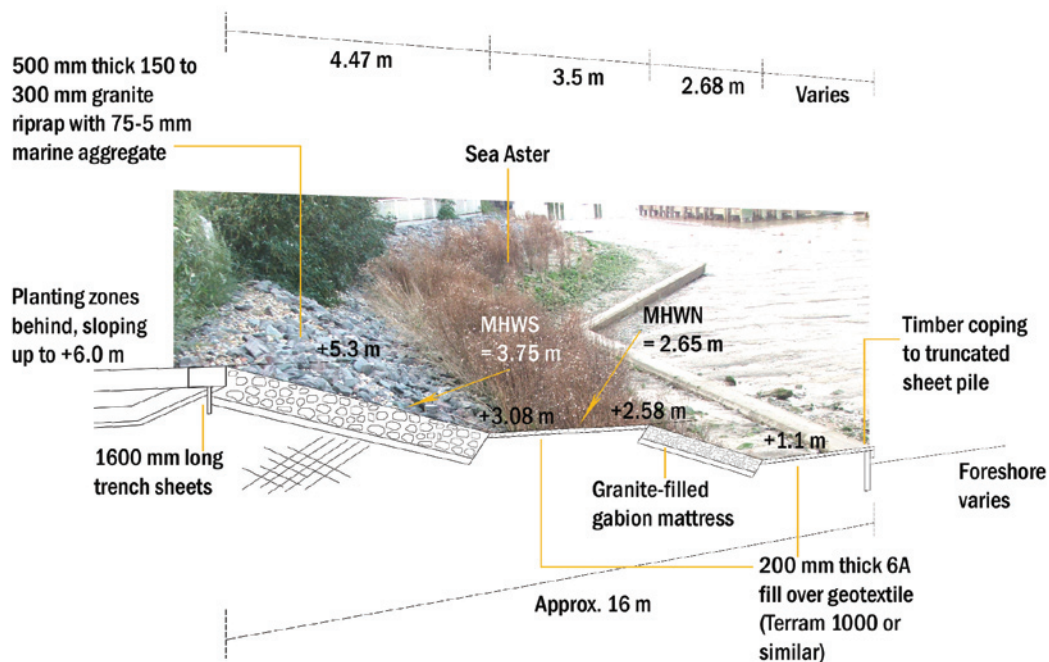 4.47 m
3.5 m
2.68 m
Varies
500 mm thick 150 to
300 mm granite
riprap with 75-5 mm
marine aggregate
Sea Aster
Planting zones
behind, sloping
up to +6.0 m
+5.3 m
MHWS
= 3.75 m
MHWN
= 2.65 m
Timber coping
to truncated
sheet pile
+3.08 m
+2.58 m
+1.1 m
1600 mm long
trench sheets
Granite-filled
gabion mattress
Foreshore
varies
200 mm thick 6A
fill over geotextile
(Terram 1000 or
similar)
Approx. 16 m